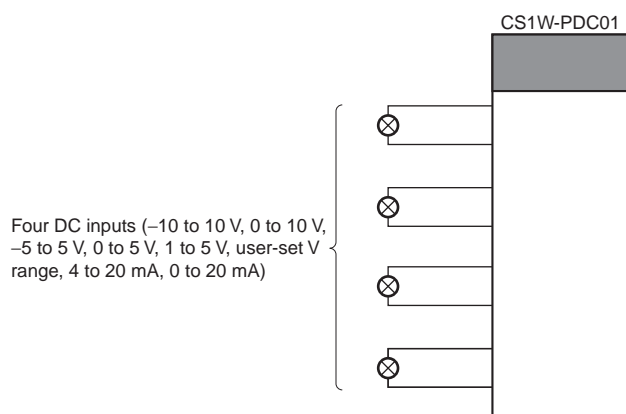 CS1W-PDC01
Four DC inputs (–10 to 10 V, 0 to 10 V,
–5 to 5 V, 0 to 5 V, 1 to 5 V, user-set V
range, 4 to 20 mA, 0 to 20 mA)